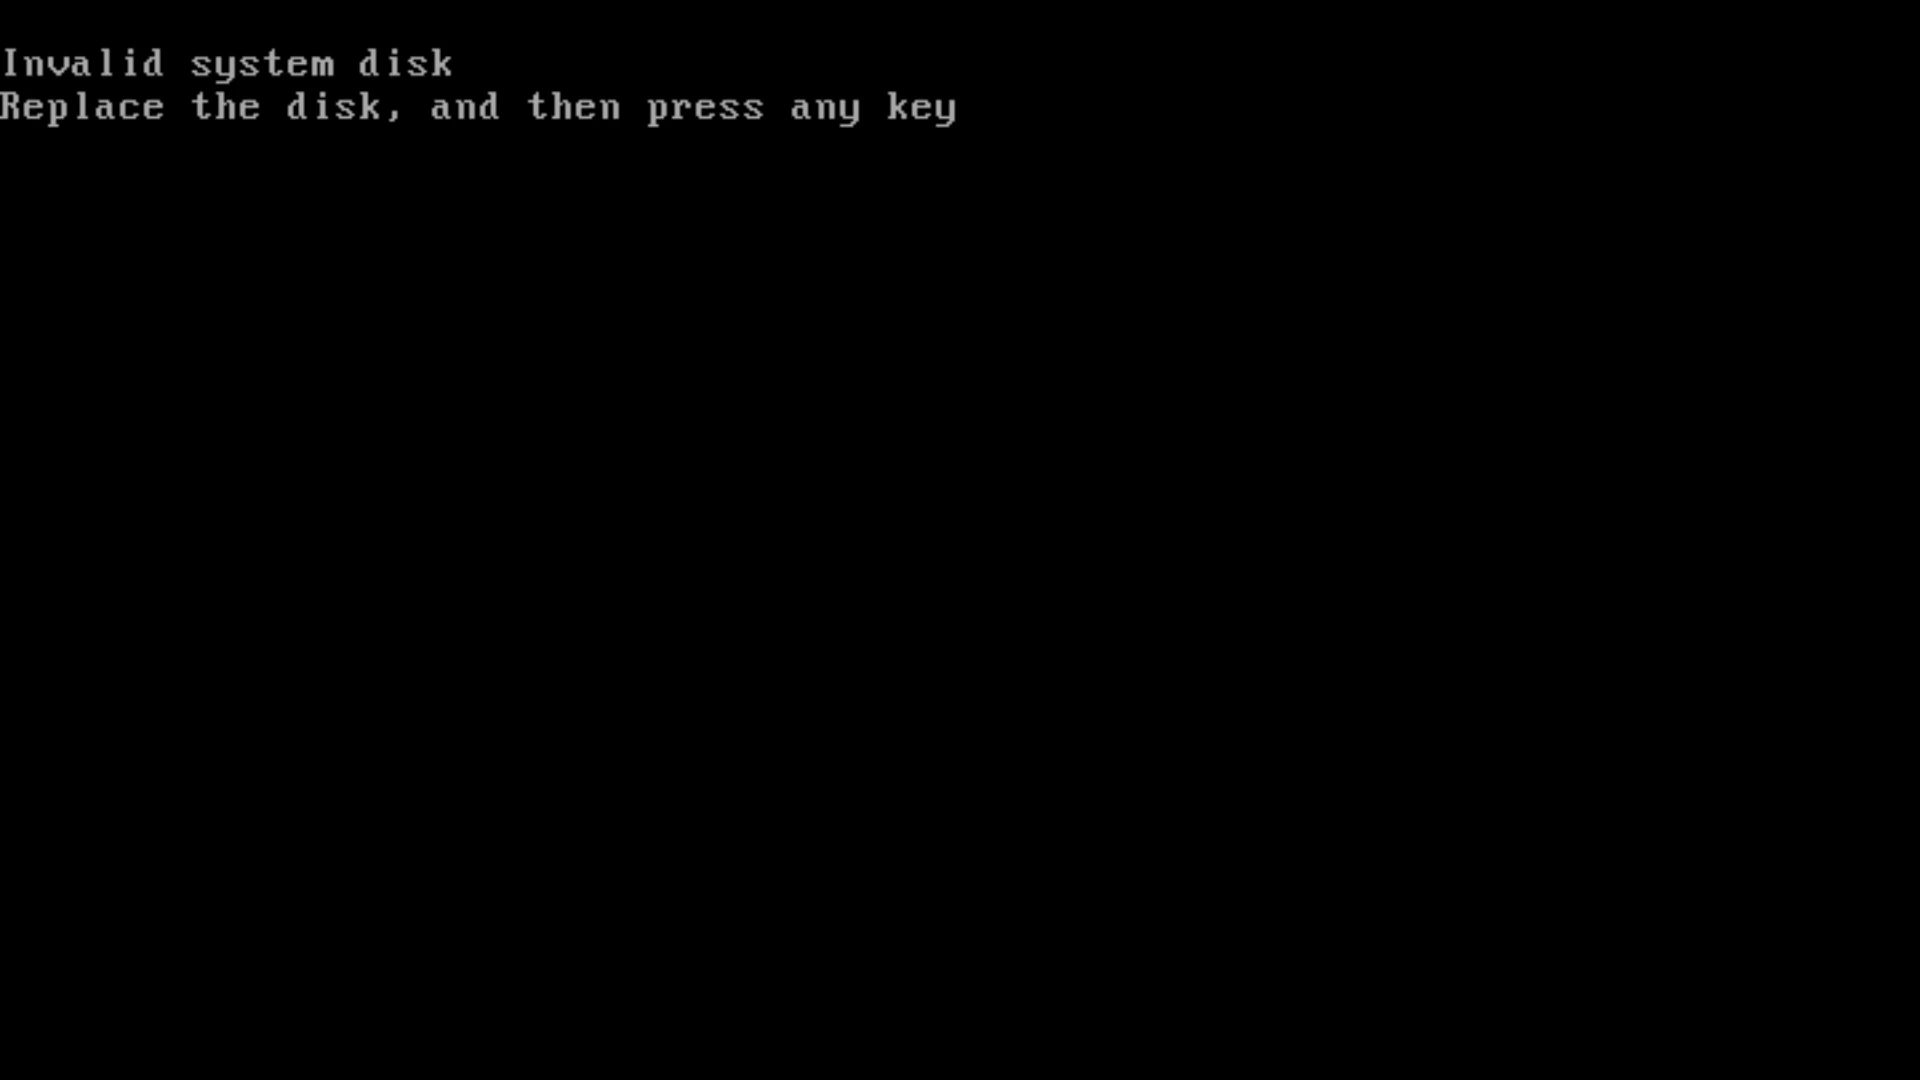 Invalid system disk
Replace the disk, and then press any key